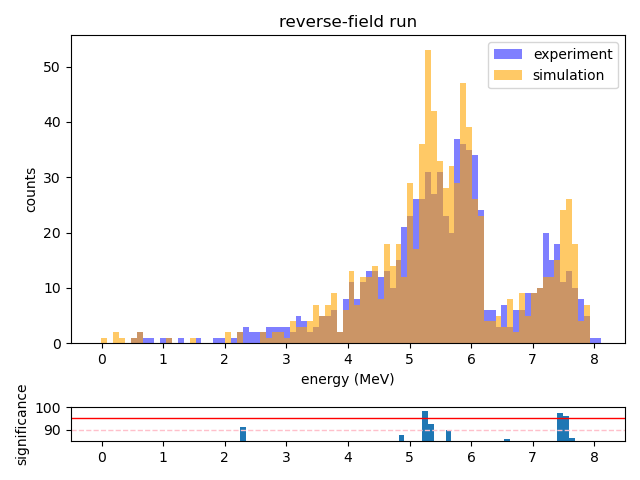 reverse-field run
experiment
simulation
counts
50
40
30
20
10
0
0 1 2 3 4 5 6 7 8
energy (MeV)
significance
100
90
0 1 2 3 4 5 6 7 8